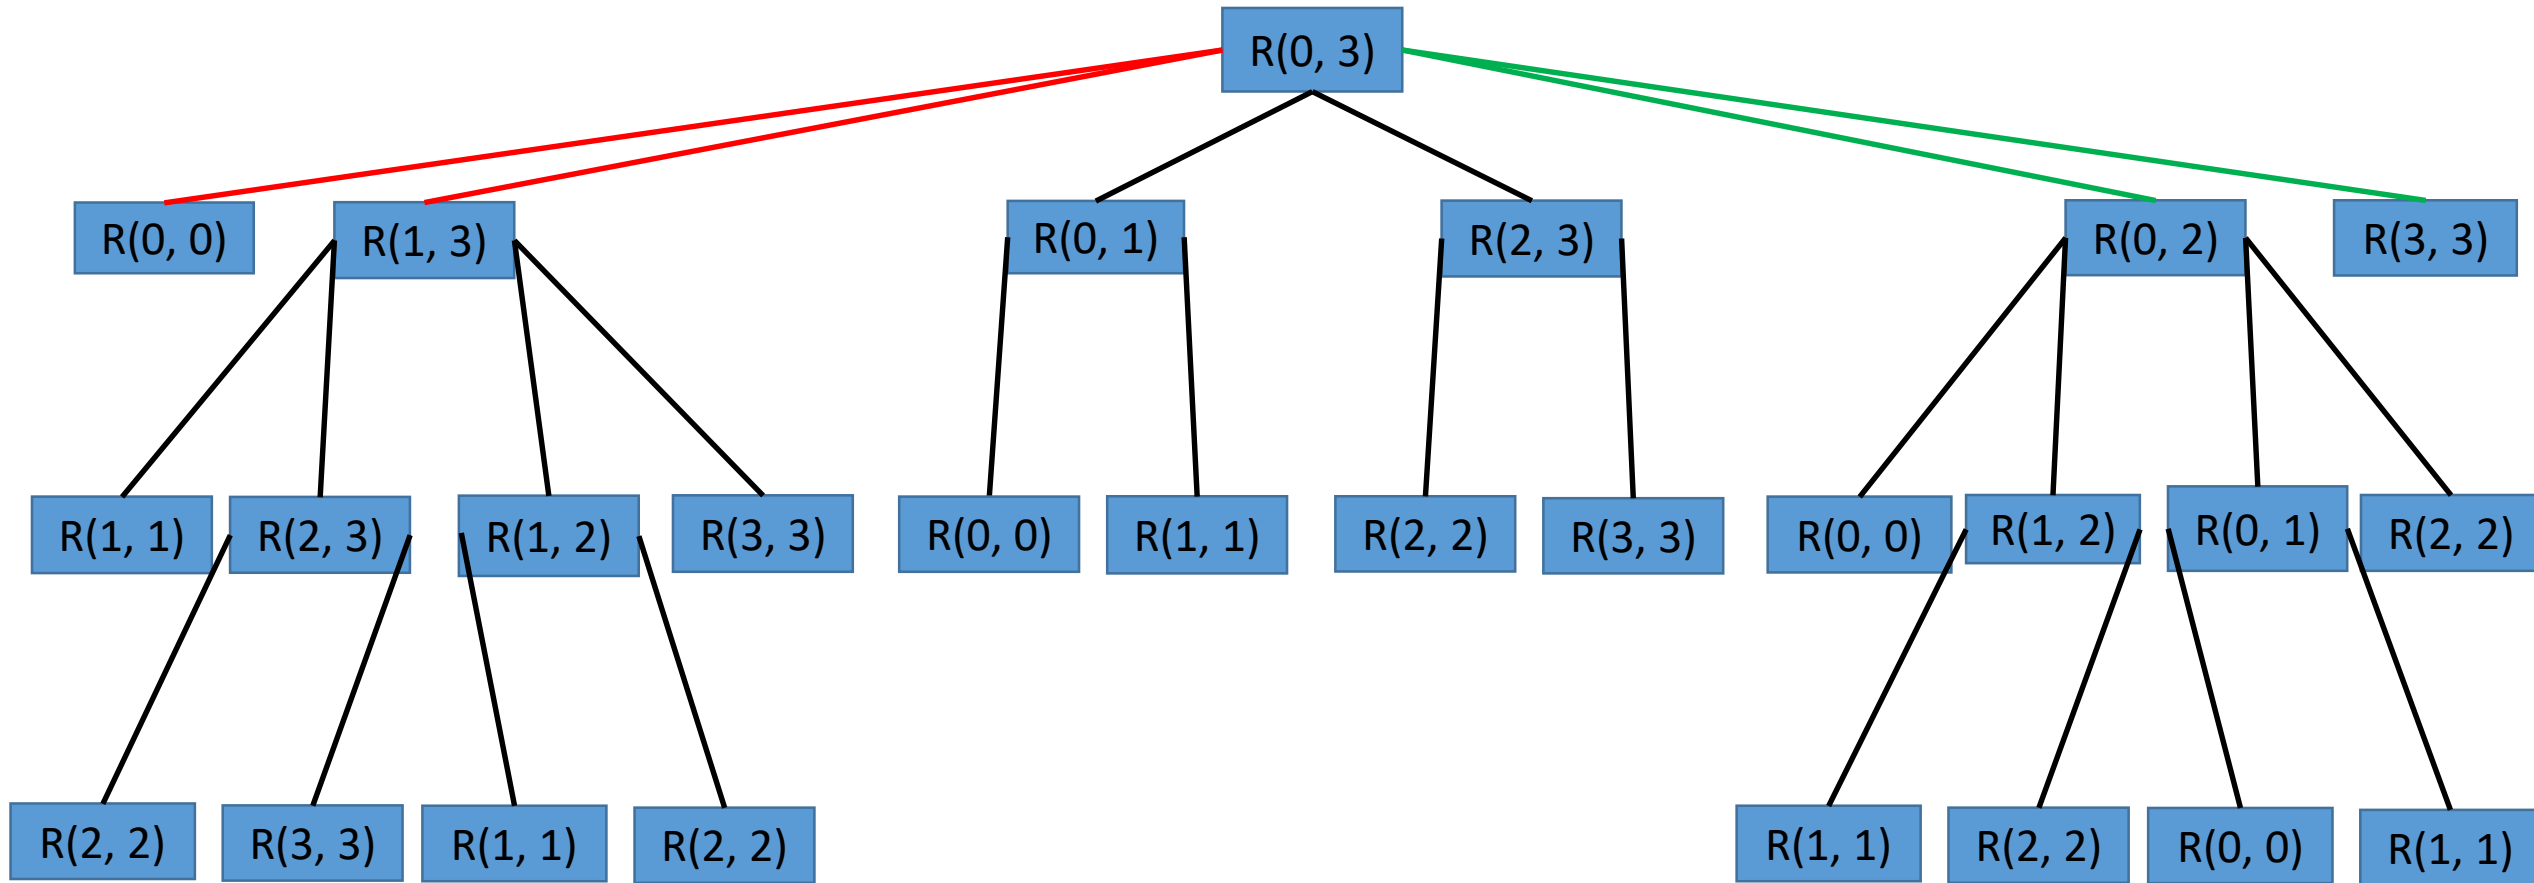 R(0, 3)
R(0, 0) R(1, 3) R(0, 1) R(2, 3) R(0, 2) R(3, 3)
R(1, 1) R(2, 3) R(1, 2) R(3, 3) R(0, 0) R(1, 1) R(2, 2) R(3, 3) R(0, 0) R(1, 2) R(0, 1) R(2, 2)
R(2, 2) R(3, 3) R(1, 1) R(2, 2) R(1, 1) R(2, 2) R(0, 0) R(1, 1)